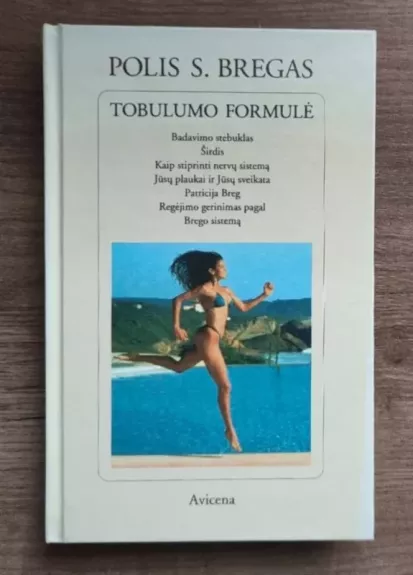 POLIS S. BREGAS
TOBULUMO FORMULĖ
Badavimo stebuklas
Širdis
Kaip stiprinti nervų sistemą
Jūsų plaukai ir Jūsų sveikata
Patricija Breg
Regėjimo gerinimas pagal
Brego sistemą
Avicena